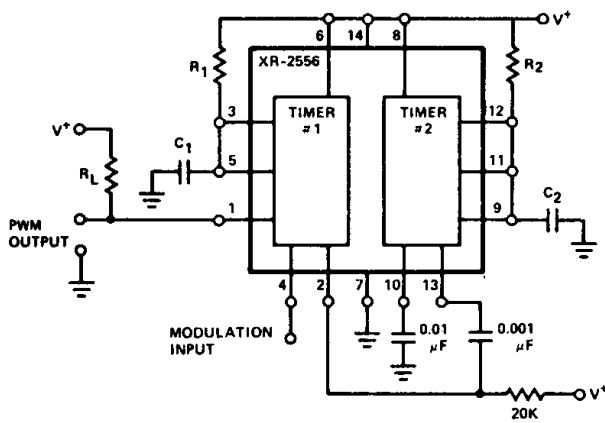 V+
6
14
8
XR-2556
R1
R2
TIMER
#1
TIMER
#2
3
12
V+
C1
5
11
RL
C2
1
9
PWM
OUTPUT
4
2
7
10
13
MODULATION
INPUT
0.01
µF
0.001
µF
V+
20K